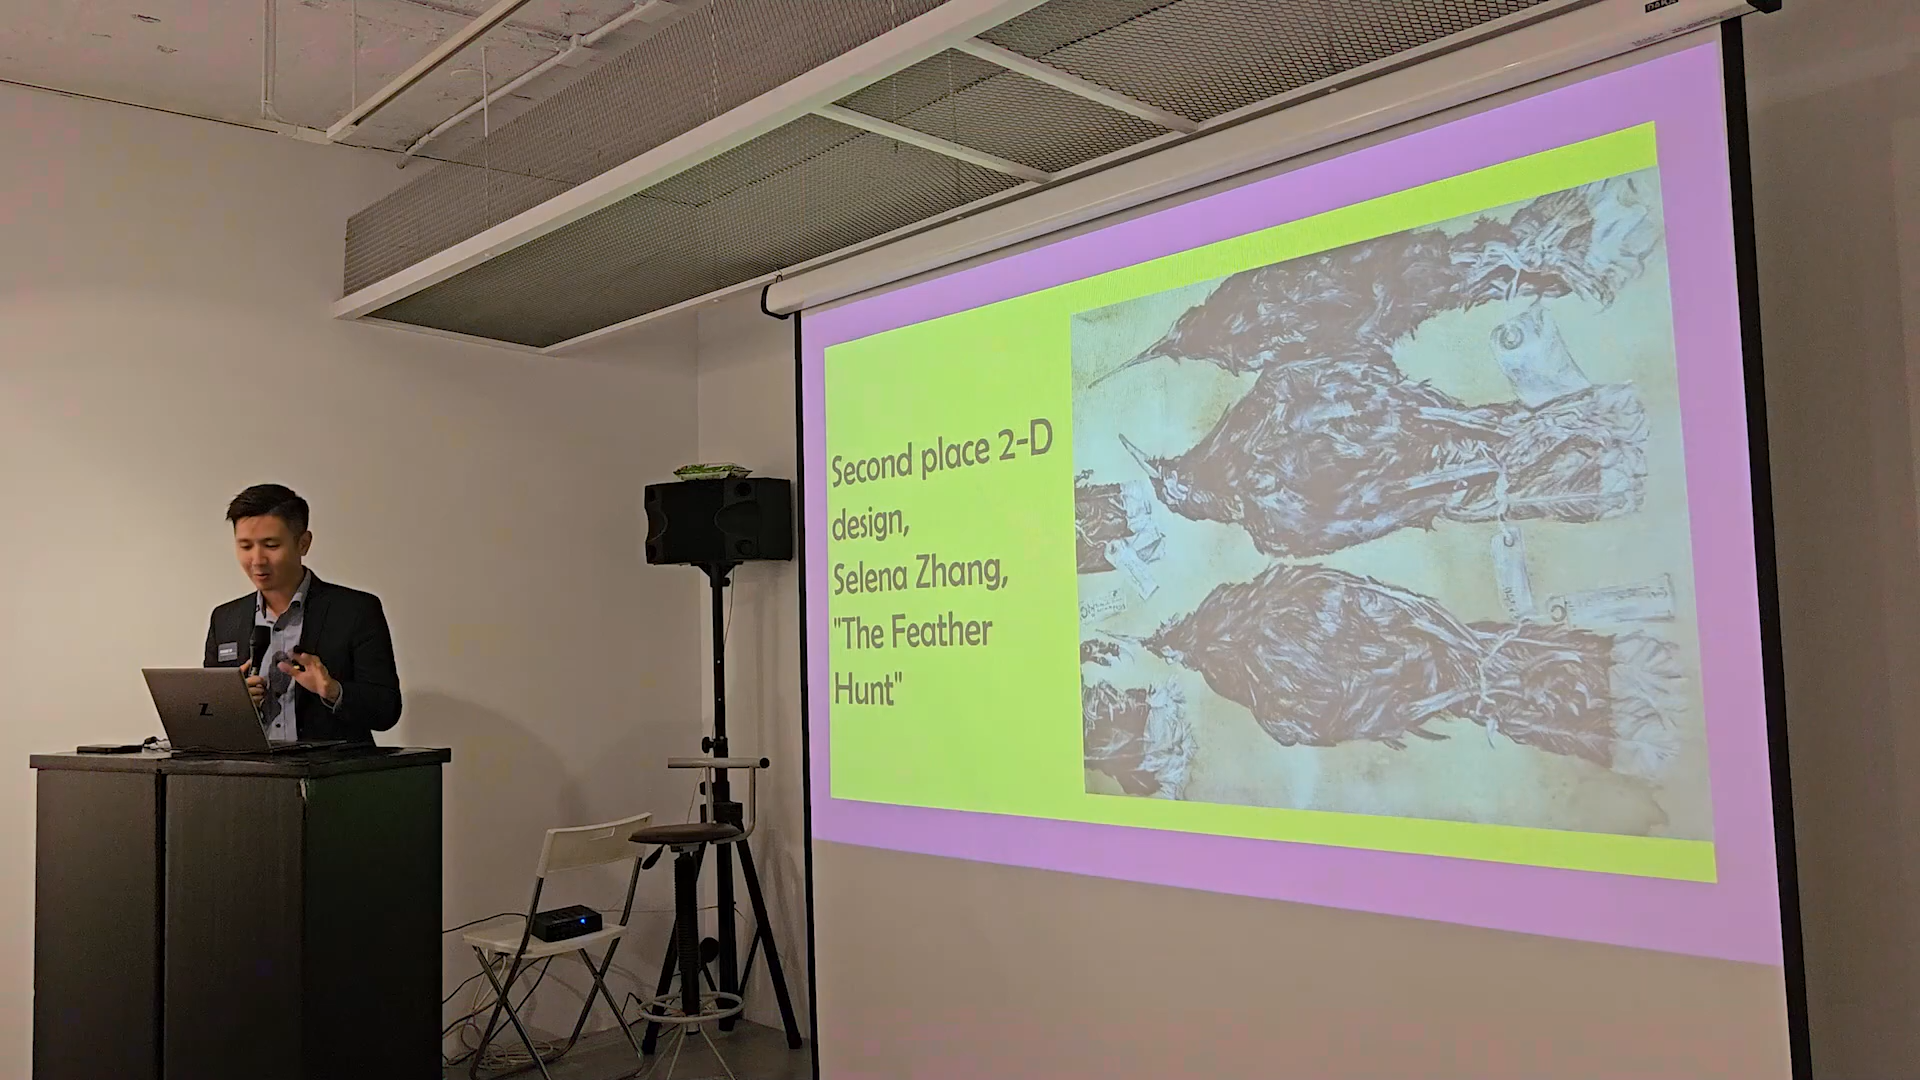 Second place 2-D
design,
Selena Zhang,
"The Feather
Hunt"
Z